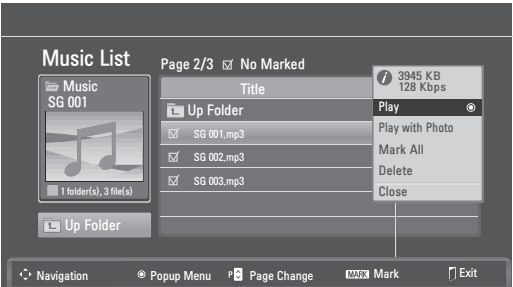 Music List
Page 2/3 No Marked
Music
SG 001
1 folder(s), 3 file(s)
Up Folder
Title
Up Folder
SG 001.mp3
SG 002.mp3
SG 003.mp3
3945 KB
128 Kbps
Play
Play with Photo
Mark All
Delete
Close
Navigation
Popup Menu
P Page Change
MARK Mark
Exit